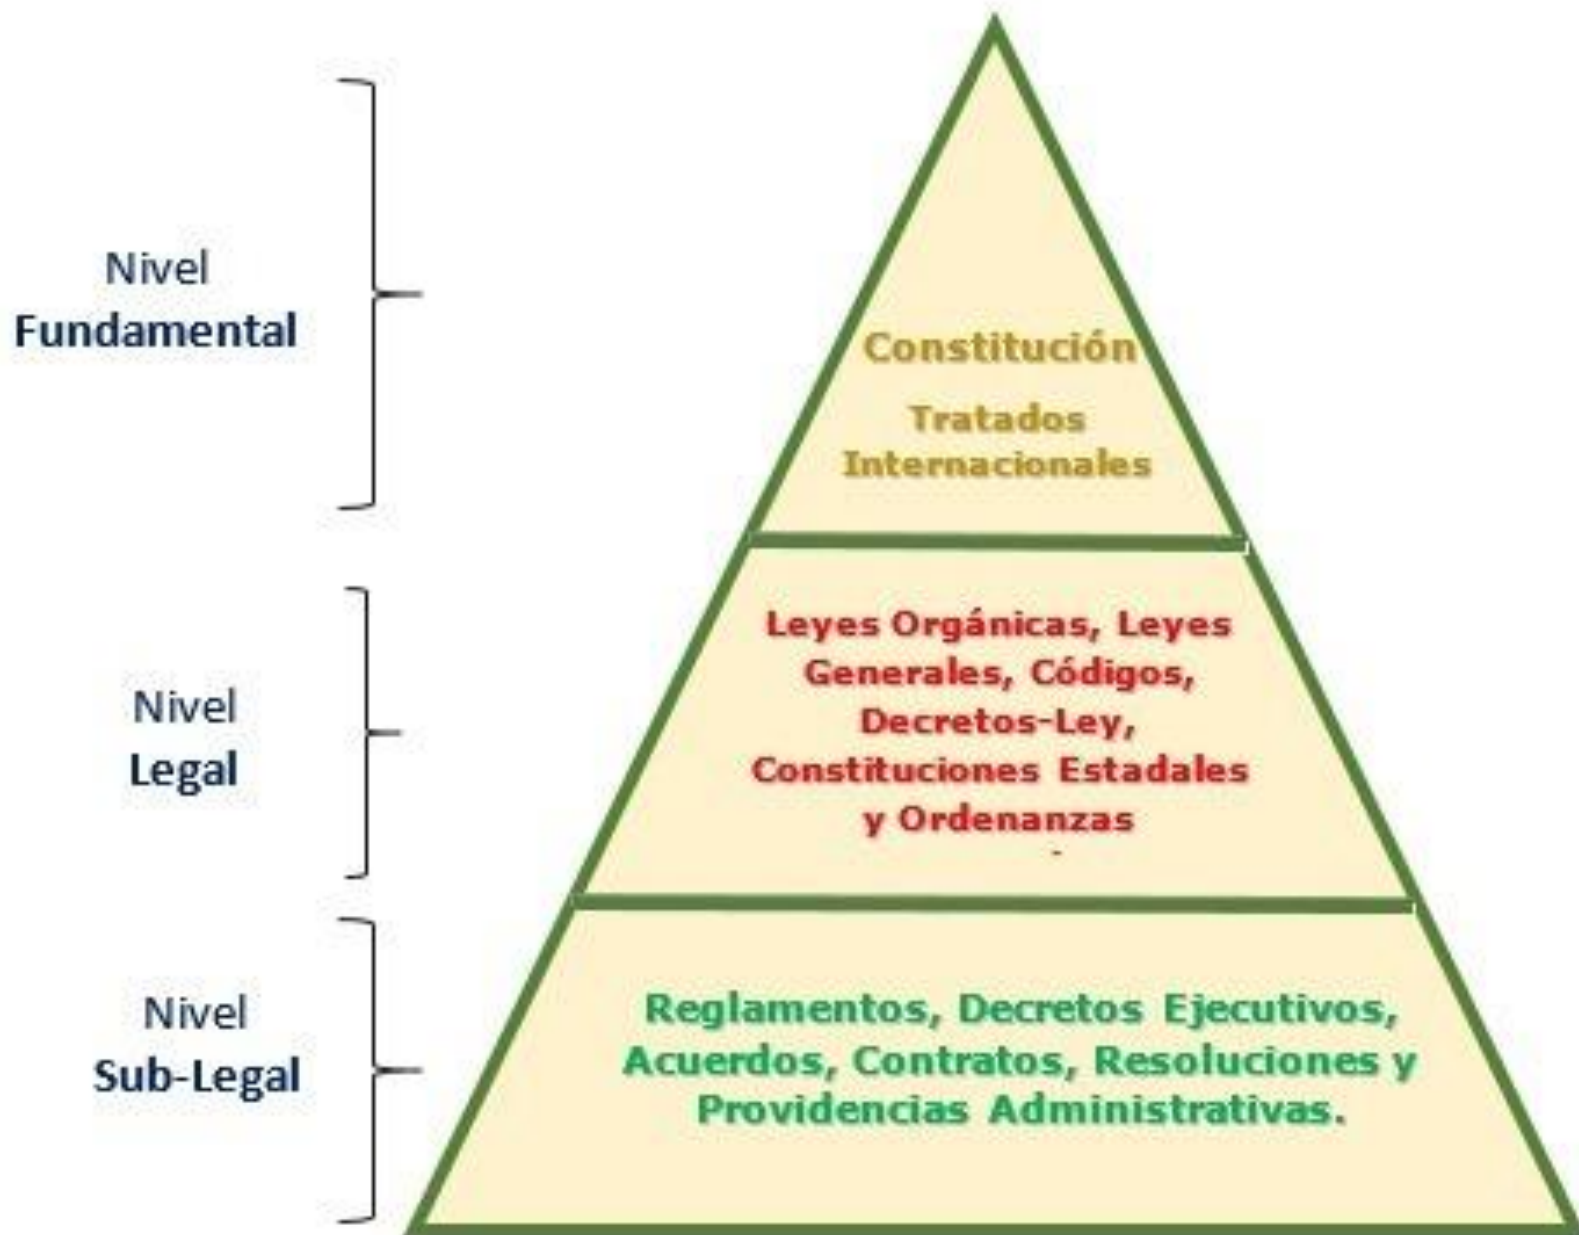 Nivel
Fundamental
Constitución
Tratados
Internacionales
Nivel
Legal
Leyes Orgánicas, Leyes
Generales, Códigos,
Decretos-Ley,
Constituciones Estadales
y Ordenanzas
-
Nivel
Sub-Legal
Reglamentos, Decretos Ejecutivos,
Acuerdos, Contratos, Resoluciones y
Providencias Administrativas.